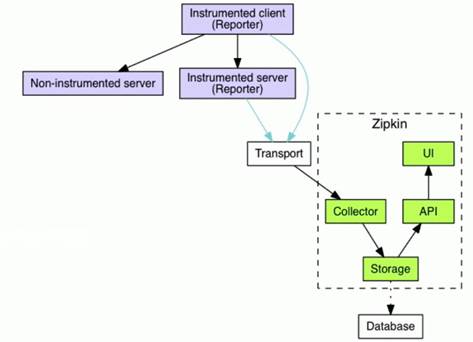 Instrumented client
(Reporter)
Non-instrumented server
Instrumented server
(Reporter)
Zipkin
Transport
UI
Collector
API
Storage
Database